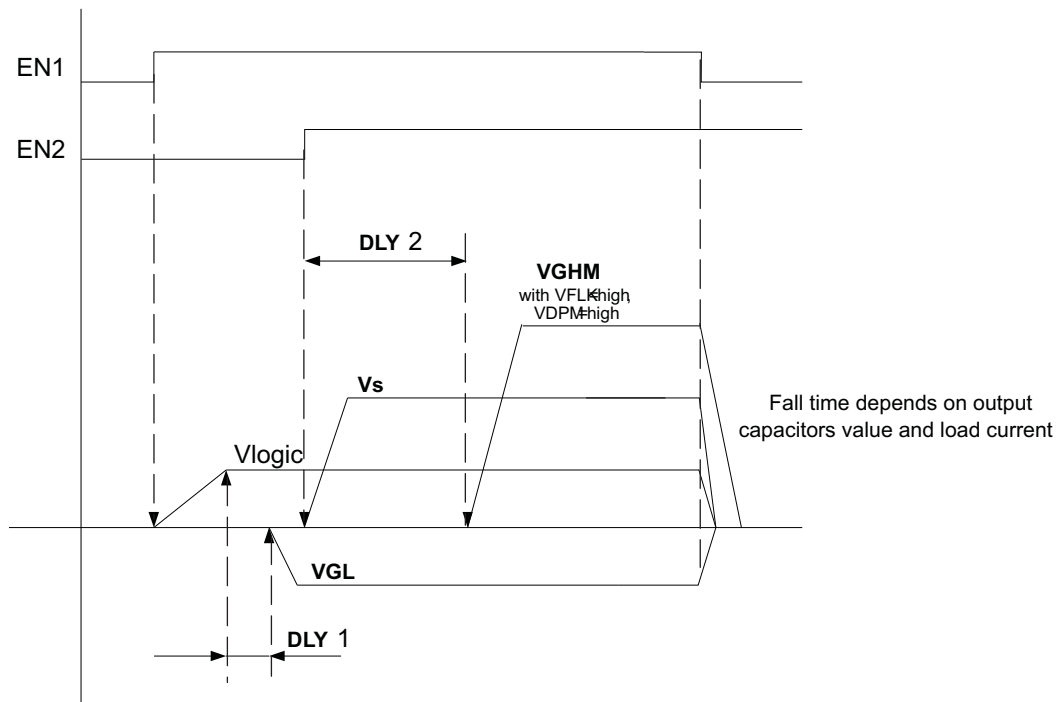 EN1
EN2
DLY 2
VGHM
with VFLK=high,
VDPM=high
Vs
Fall time depends on output
capacitors value and load current
Vlogic
VGL
DLY 1